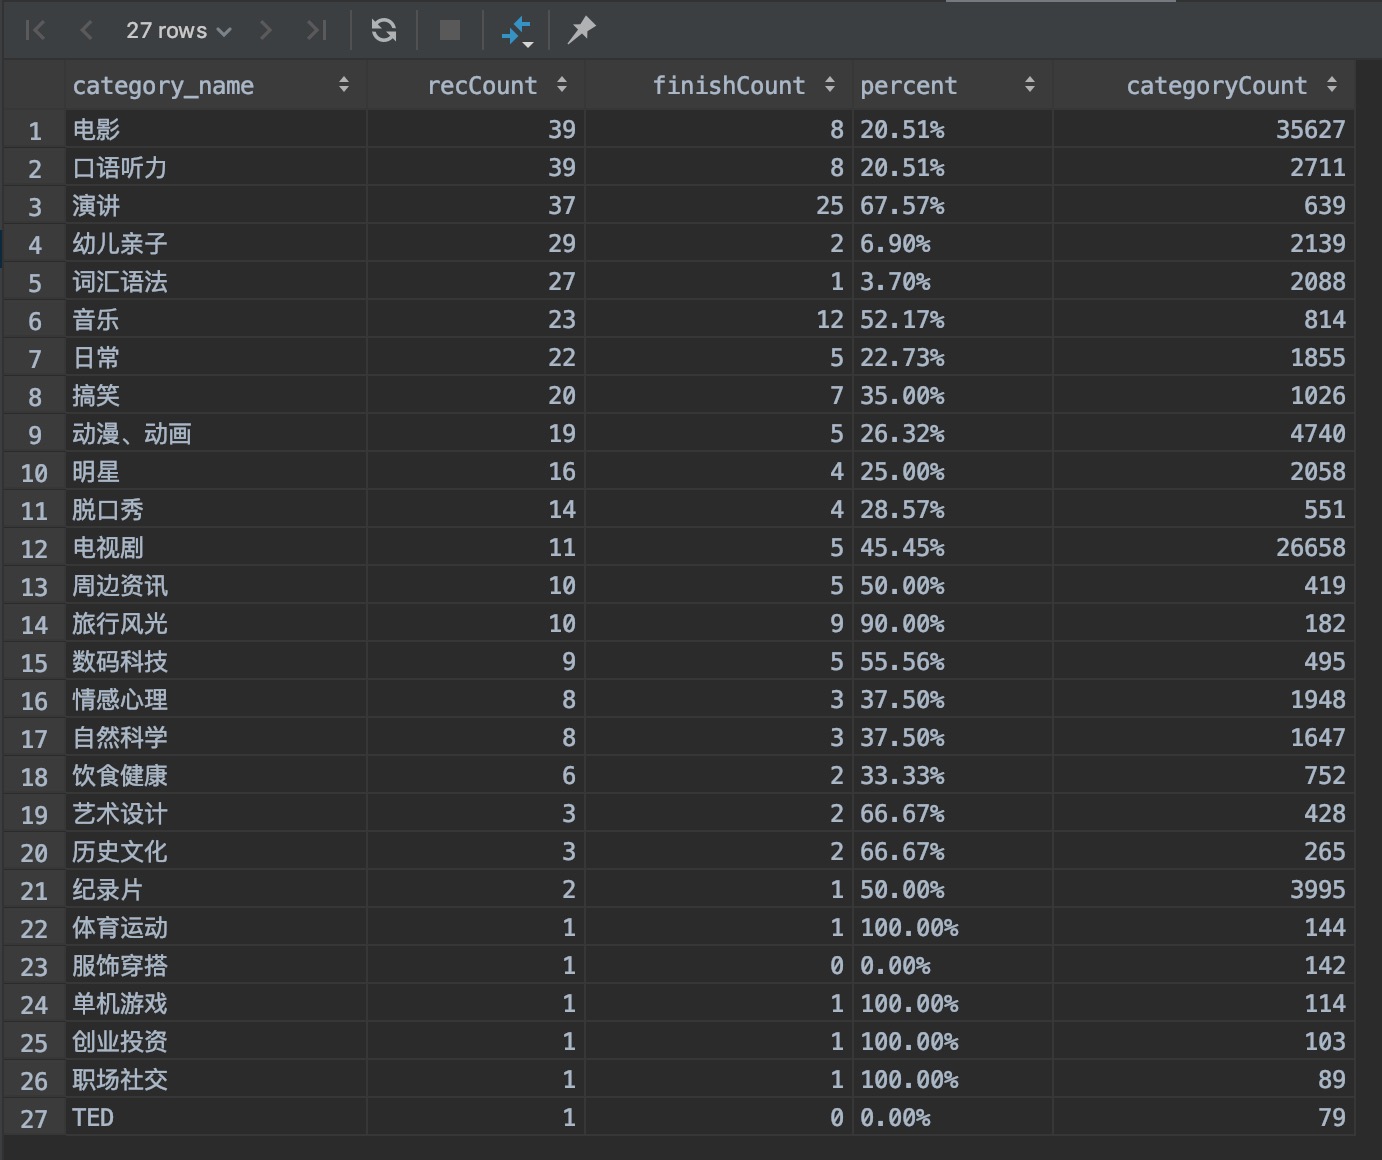 27 rows
category_name recCount finishCount percent categoryCount
1 电影 39 8 20.51% 35627
2 口语听力 39 8 20.51% 2711
3 演讲 37 25 67.57% 639
4 幼儿亲子 29 2 6.90% 2139
5 词汇语法 27 1 3.70% 2088
6 音乐 23 12 52.17% 814
7 日常 22 5 22.73% 1855
8 搞笑 20 7 35.00% 1026
9 动漫、动画 19 5 26.32% 4740
10 明星 16 4 25.00% 2058
11 脱口秀 14 4 28.57% 551
12 电视剧 11 5 45.45% 26658
13 周边资讯 10 5 50.00% 419
14 旅行风光 10 9 90.00% 182
15 数码科技 9 5 55.56% 495
16 情感心理 8 3 37.50% 1948
17 自然科学 8 3 37.50% 1647
18 饮食健康 6 2 33.33% 752
19 艺术设计 3 2 66.67% 428
20 历史文化 3 2 66.67% 265
21 纪录片 2 1 50.00% 3995
22 体育运动 1 1 100.00% 144
23 服饰穿搭 1 0 0.00% 142
24 单机游戏 1 1 100.00% 114
25 创业投资 1 1 100.00% 103
26 职场社交 1 1 100.00% 89
27 TED 1 0 0.00% 79